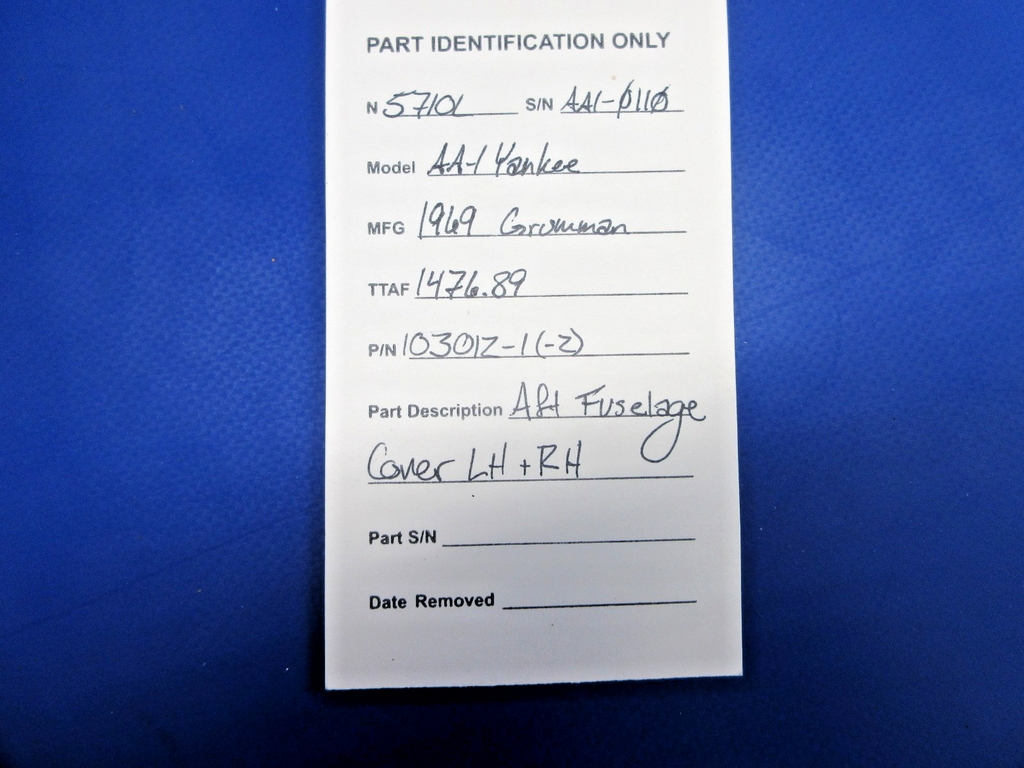 PART IDENTIFICATION ONLY
N 5710L S/N AA1-0110
Model AA-1 Yankee
MFG 1969 Grumman
TTAF 1476.89
P/N 103012-1 (-2)
Part Description Aft Fuselage
Cover LH + RH
Part S/N
Date Removed